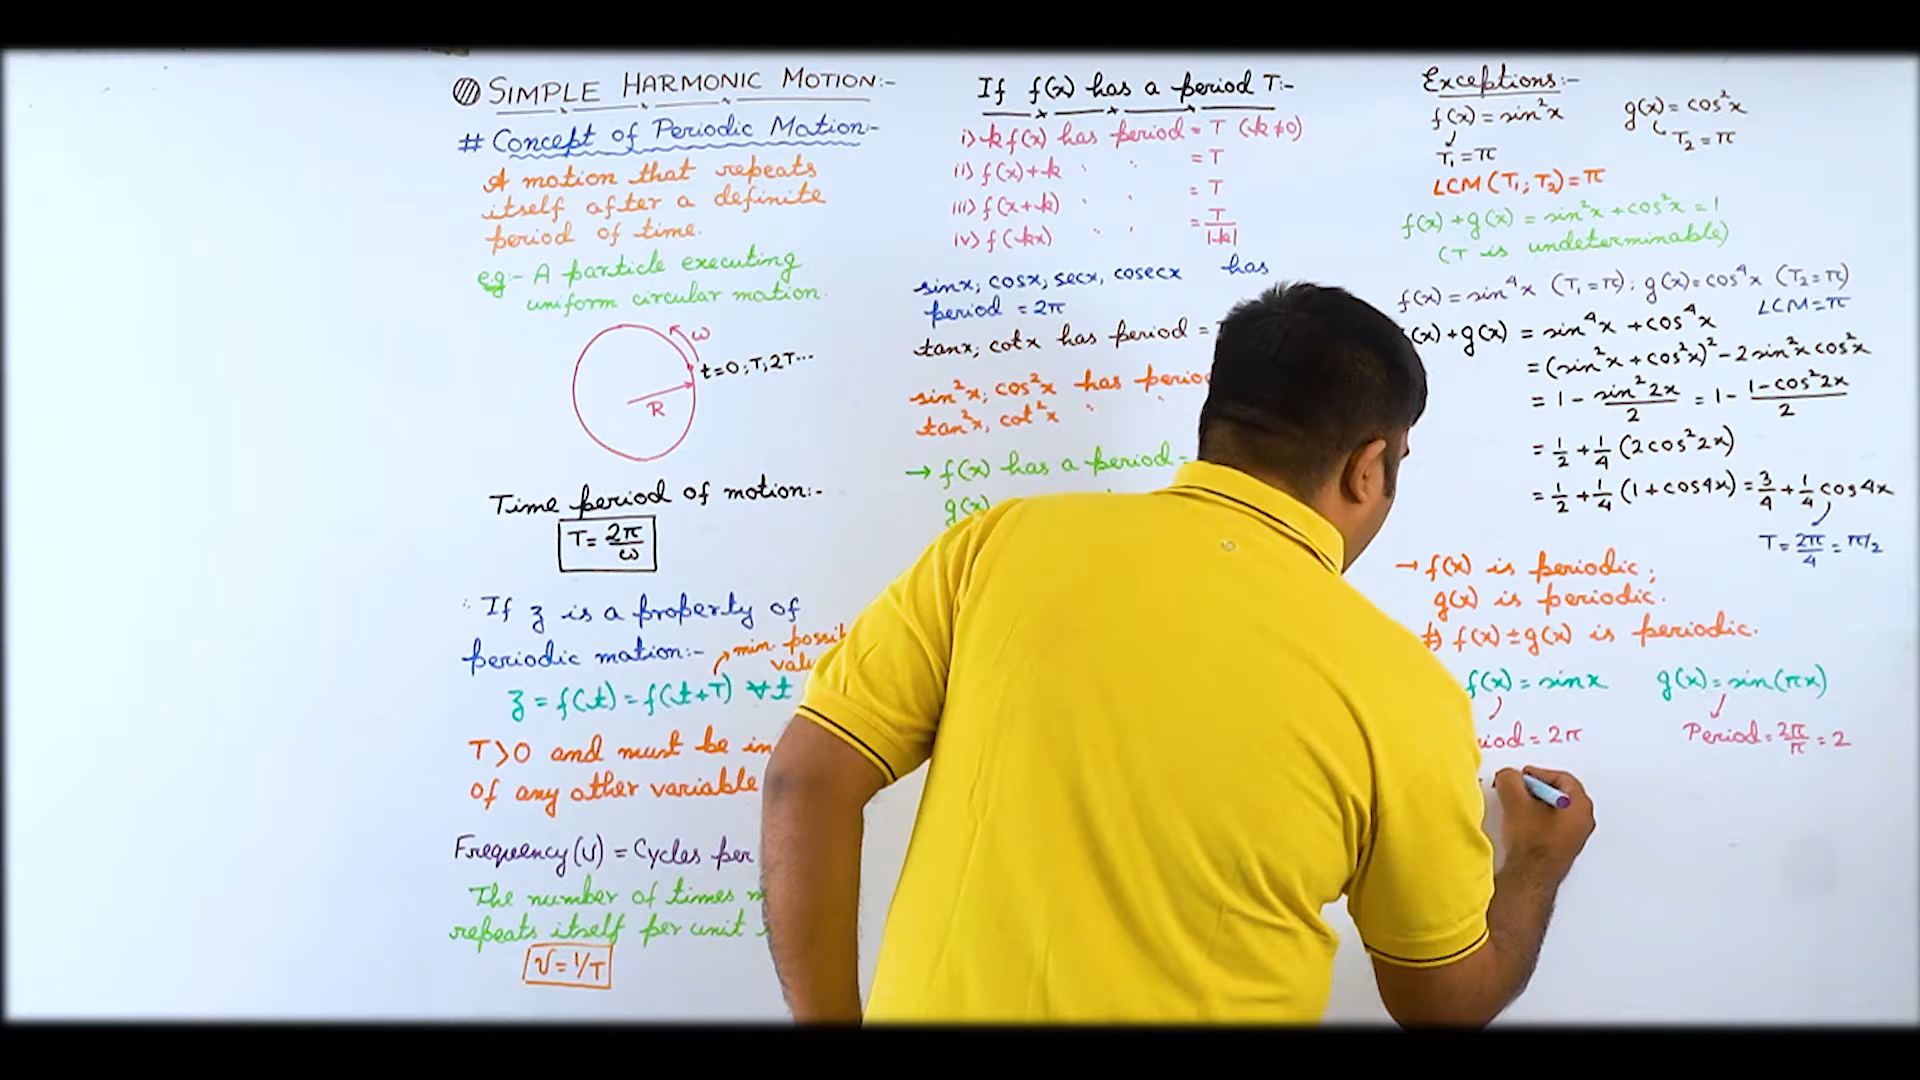 SIMPLE HARMONIC MOTION:-
# Concept of Periodic Motion:-
A motion that repeats
itself after a definite
period of time.
eg:- A particle executing
uniform circular motion.
ω
t=0;T;2T...
R
Time period of motion:-
T = 2π/ω
∴ If z is a property of
periodic motion:-
min. possi
valu
z = f(t) = f(t+T) ∀t
T>0 and must be in
of any other variable
Frequency(ν) = Cycles per
The number of times m
repeats itself per unit
ν = 1/T
If f(x) has a period T:-
i) kf(x) has period = T (k≠0)
ii) f(x)+k " " = T
iii) f(x+k) " " = T
iv) f(kx) " " = T/|k|
sinx; cosx; secx; cosecx has
period = 2π
tanx; cotx has period =
sin²x; cos²x has perio
tan²x, cot²x " "
→ f(x) has a period =
g(x)
Exceptions:-
f(x) = sin²x g(x) = cos²x
T₁ = π T₂ = π
LCM(T₁; T₂) = π
f(x)+g(x) = sin²x + cos²x = 1
(T is undeterminable)
f(x) = sin⁴x (T₁=π); g(x) = cos⁴x (T₂=π)
LCM = π
(x)+g(x) = sin⁴x + cos⁴x
= (sin²x + cos²x)² - 2sin²x cos²x
= 1 - sin²2x/2 = 1 - (1-cos²2x)/2
= 1/2 + 1/4 (2cos²2x)
= 1/2 + 1/4 (1+cos4x) = 3/4 + 1/4 cos4x
T = 2π/4 = π/2
→ f(x) is periodic;
g(x) is periodic.
⇏ f(x) ± g(x) is periodic.
f(x) = sinx g(x) = sin(πx)
iod = 2π Period = 2π/π = 2